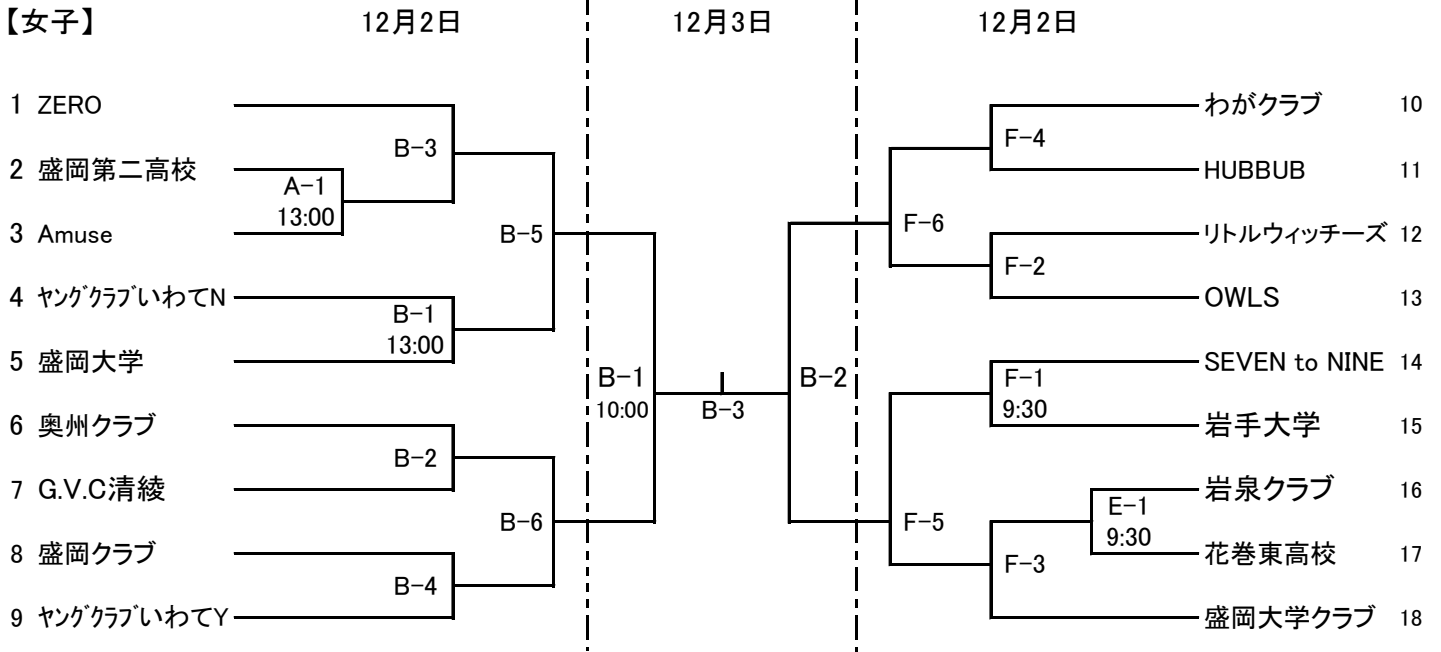 【女子】 12月2日 12月3日 12月2日
1 ZERO わがクラブ 10
B-3 F-4
2 盛岡第二高校 HUBBUB 11
A-1
13:00
3 Amuse リトルウィッチーズ 12
B-5 F-6
F-2
4 ﾔﾝｸﾞｸﾗﾌﾞいわてN OWLS 13
B-1
13:00
5 盛岡大学 SEVEN to NINE 14
B-1 B-2 F-1
10:00 B-3 9:30
6 奥州クラブ 岩手大学 15
B-2
7 G.V.C清綾 岩泉クラブ 16
B-6 F-5 E-1
9:30
8 盛岡クラブ 花巻東高校 17
B-4 F-3
9 ﾔﾝｸﾞｸﾗﾌﾞいわてY 盛岡大学クラブ 18